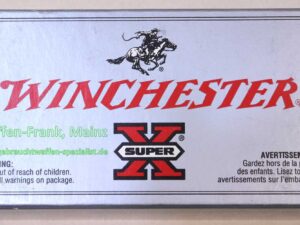 WINCHESTER
ffen-Frank, Mainz
gebrauchtwaffen-spezialist.de
SUPER
X
ING:
out of reach of children.
ll warnings on package.
AVERTISSEM
Gardez hors de la p
des enfants. Lisez to
avertissements sur l'emba